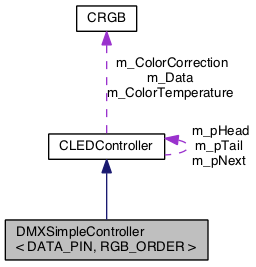 CRGB
m_ColorCorrection
m_Data
m_ColorTemperature
CLEDController
m_pHead
m_pTail
m_pNext
DMXSimpleController
< DATA_PIN, RGB_ORDER >